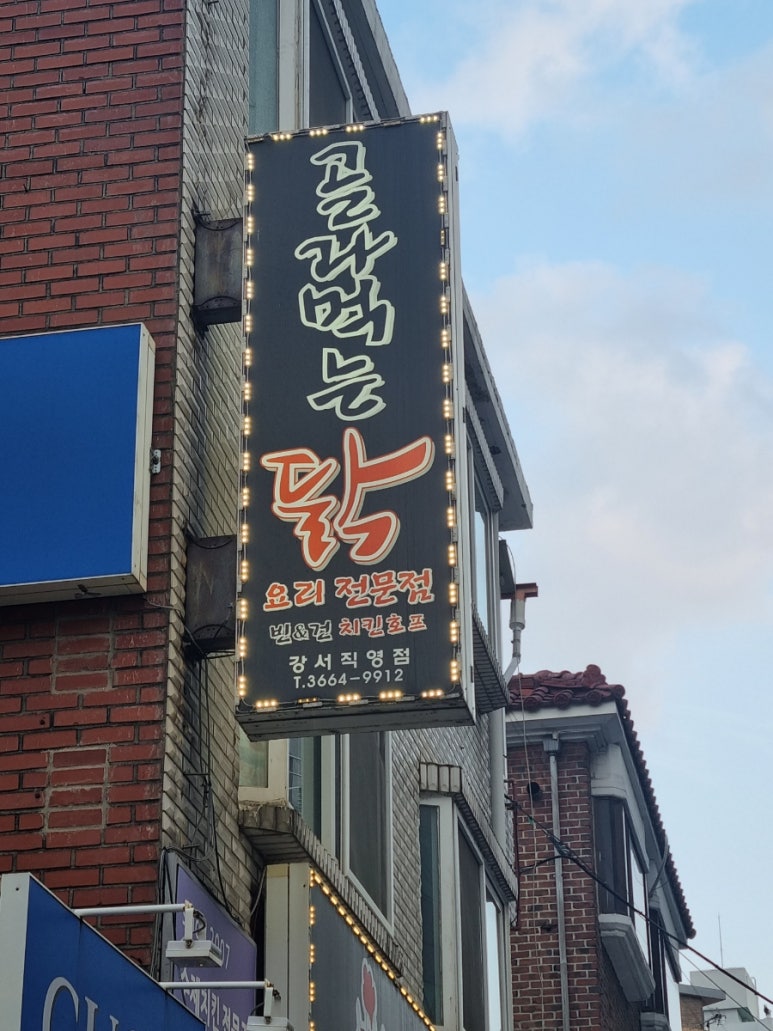 골라먹는
닭
요리 전문점
빈&건 치킨호프
강서직영점
T.3664-9912
2007